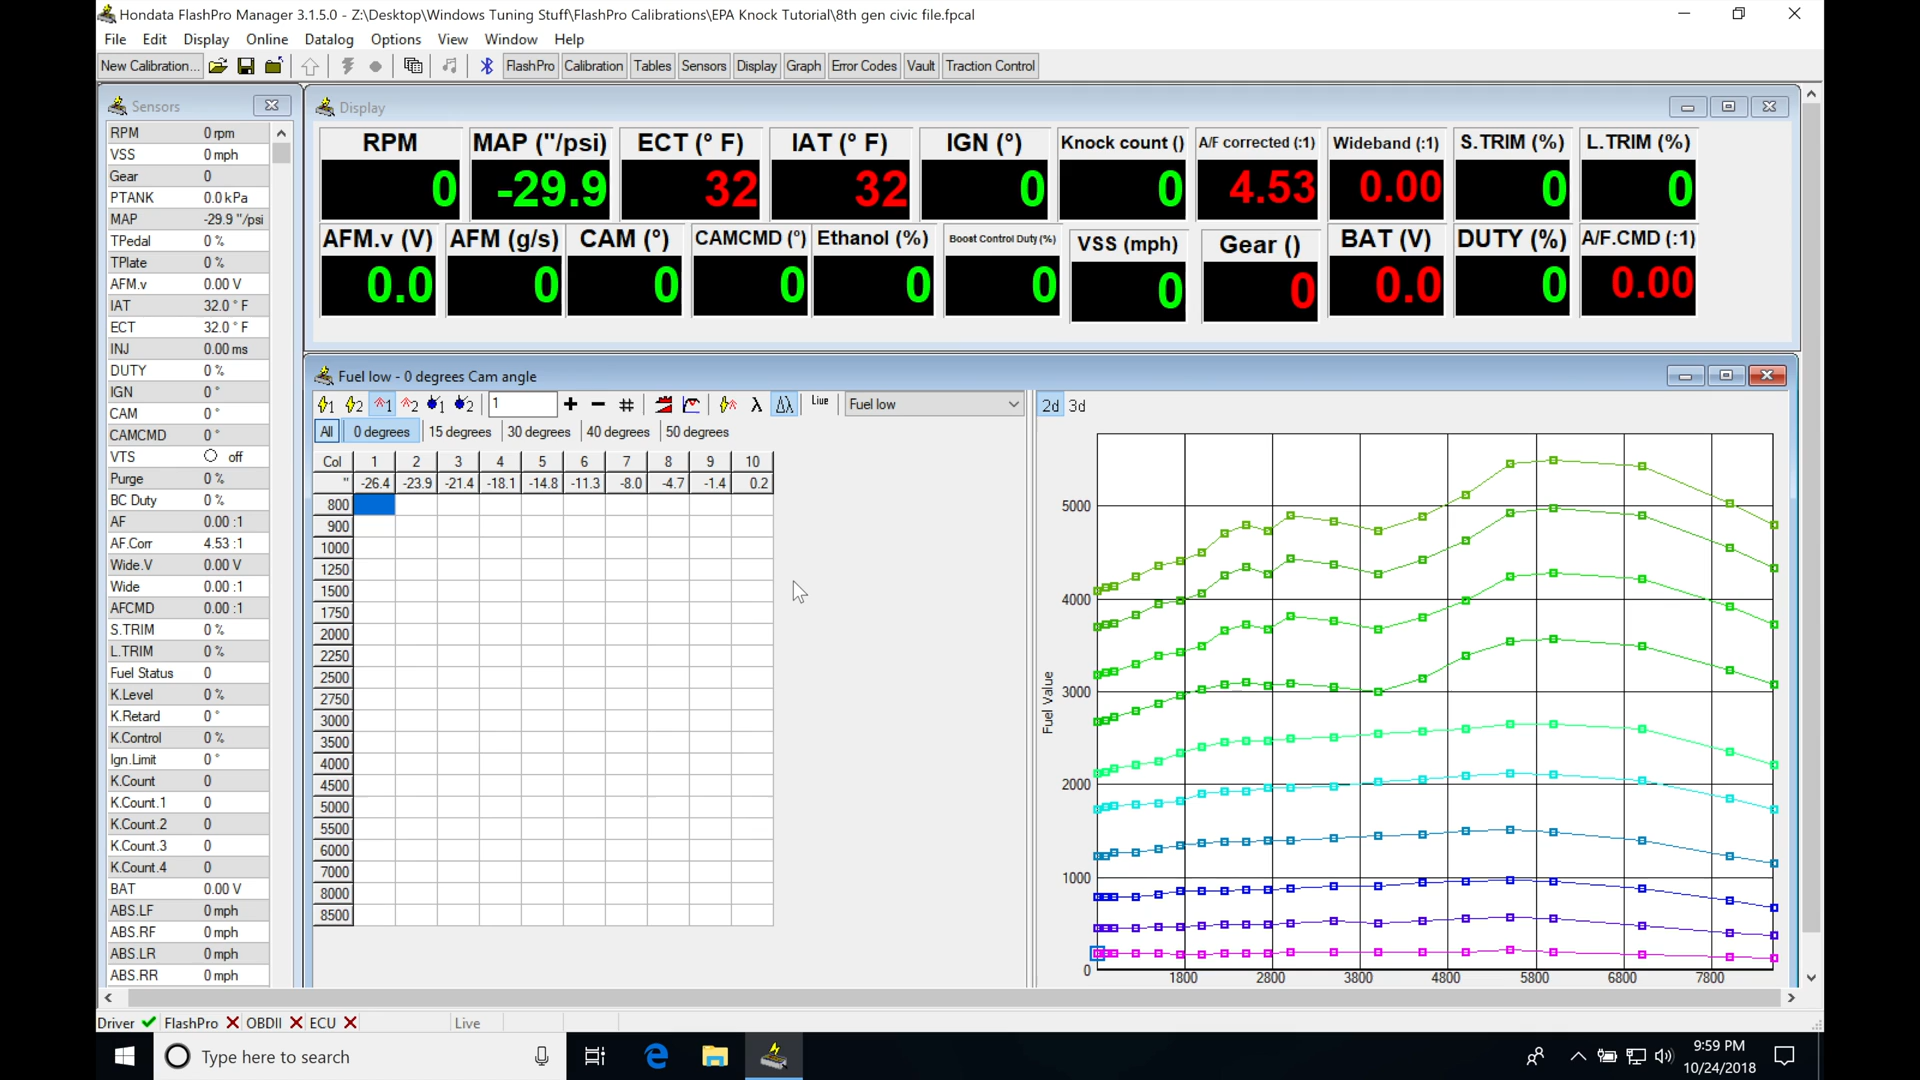 Hondata FlashPro Manager 3.1.5.0 - Z:\Desktop\Windows Tuning Stuff\FlashPro Calibrations\EPA Knock Tutorial\8th gen civic file.fpcal
File Edit Display Online Datalog Options View Window Help
New Calibration... FlashPro Calibration Tables Sensors Display Graph Error Codes Vault Traction Control
Sensors
RPM 0 rpm
VSS 0 mph
Gear 0
PTANK 0.0 kPa
MAP -29.9 "/psi
TPedal 0 %
TPlate 0 %
AFM.v 0.00 V
IAT 32.0 ° F
ECT 32.0 ° F
INJ 0.00 ms
DUTY 0 %
IGN 0 °
CAM 0 °
CAMCMD 0 °
VTS off
Purge 0 %
BC Duty 0 %
AF 0.00 :1
AF.Corr 4.53 :1
Wide.V 0.00 V
Wide 0.00 :1
AFCMD 0.00 :1
S.TRIM 0 %
L.TRIM 0 %
Fuel Status 0
K.Level 0 %
K.Retard 0 °
K.Control 0 %
Ign.Limit 0 °
K.Count 0
K.Count.1 0
K.Count.2 0
K.Count.3 0
K.Count.4 0
BAT 0.00 V
ABS.LF 0 mph
ABS.RF 0 mph
ABS.LR 0 mph
ABS.RR 0 mph
Display
RPM MAP ("/psi) ECT (° F) IAT (° F) IGN (°) Knock count () A/F corrected (:1) Wideband (:1) S.TRIM (%) L.TRIM (%)
0 -29.9 32 32 0 0 4.53 0.00 0 0
AFM.v (V) AFM (g/s) CAM (°) CAMCMD (°) Ethanol (%) Boost Control Duty (%) VSS (mph) Gear () BAT (V) DUTY (%) A/F.CMD (:1)
0.0 0 0 0 0 0 0 0 0.0 0 0.00
Fuel low - 0 degrees Cam angle
1 2 1 2 1 2 1 + − # λ Δλ Live Fuel low
All 0 degrees 15 degrees 30 degrees 40 degrees 50 degrees
Col 1 2 3 4 5 6 7 8 9 10
" -26.4 -23.9 -21.4 -18.1 -14.8 -11.3 -8.0 -4.7 -1.4 0.2
800
900
1000
1250
1500
1750
2000
2250
2500
2750
3000
3500
4000
4500
5000
5500
6000
7000
8000
8500
2d 3d
Fuel Value
5000
4000
3000
2000
1000
0
1800 2800 3800 4800 5800 6800 7800
Driver FlashPro OBDII ECU Live
Type here to search
9:59 PM
10/24/2018